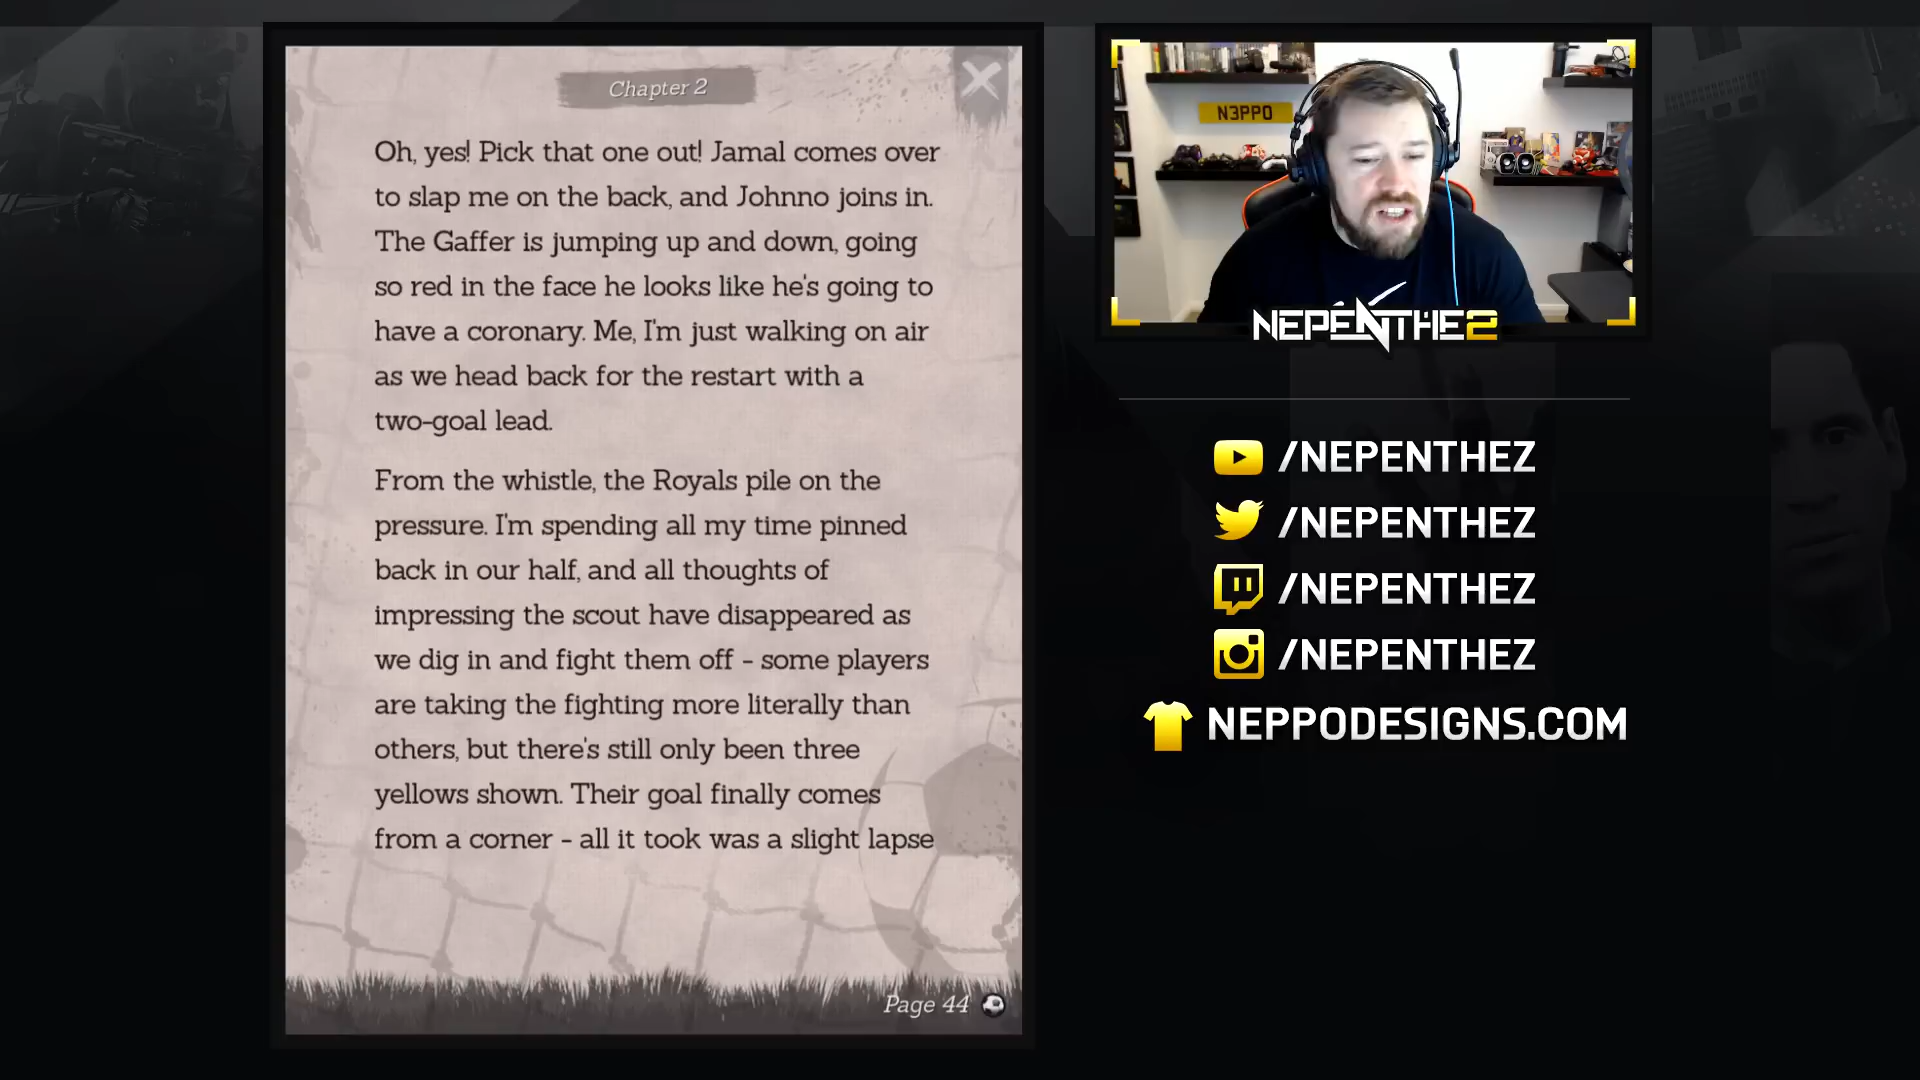 Chapter 2
Oh, yes! Pick that one out! Jamal comes over
to slap me on the back, and Johnno joins in.
The Gaffer is jumping up and down, going
so red in the face he looks like he's going to
have a coronary. Me, I'm just walking on air
as we head back for the restart with a
two-goal lead.
From the whistle, the Royals pile on the
pressure. I'm spending all my time pinned
back in our half, and all thoughts of
impressing the scout have disappeared as
we dig in and fight them off - some players
are taking the fighting more literally than
others, but there's still only been three
yellows shown. Their goal finally comes
from a corner - all it took was a slight lapse
Page 44
N3PPO
NEPENTHE2
/NEPENTHEZ
/NEPENTHEZ
/NEPENTHEZ
/NEPENTHEZ
NEPPODESIGNS.COM